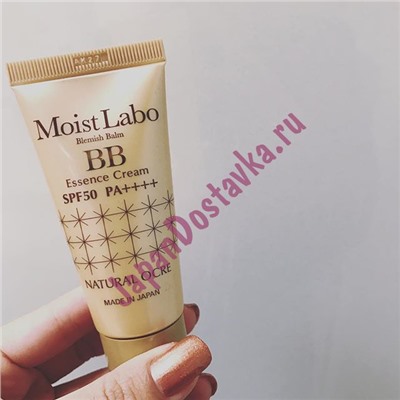 Moist Labo
Blemish Balm
BB
Essence Cream
SPF50 PA++++
NATURAL OCRE
MADE IN JAPAN
JapanDostavka.ru